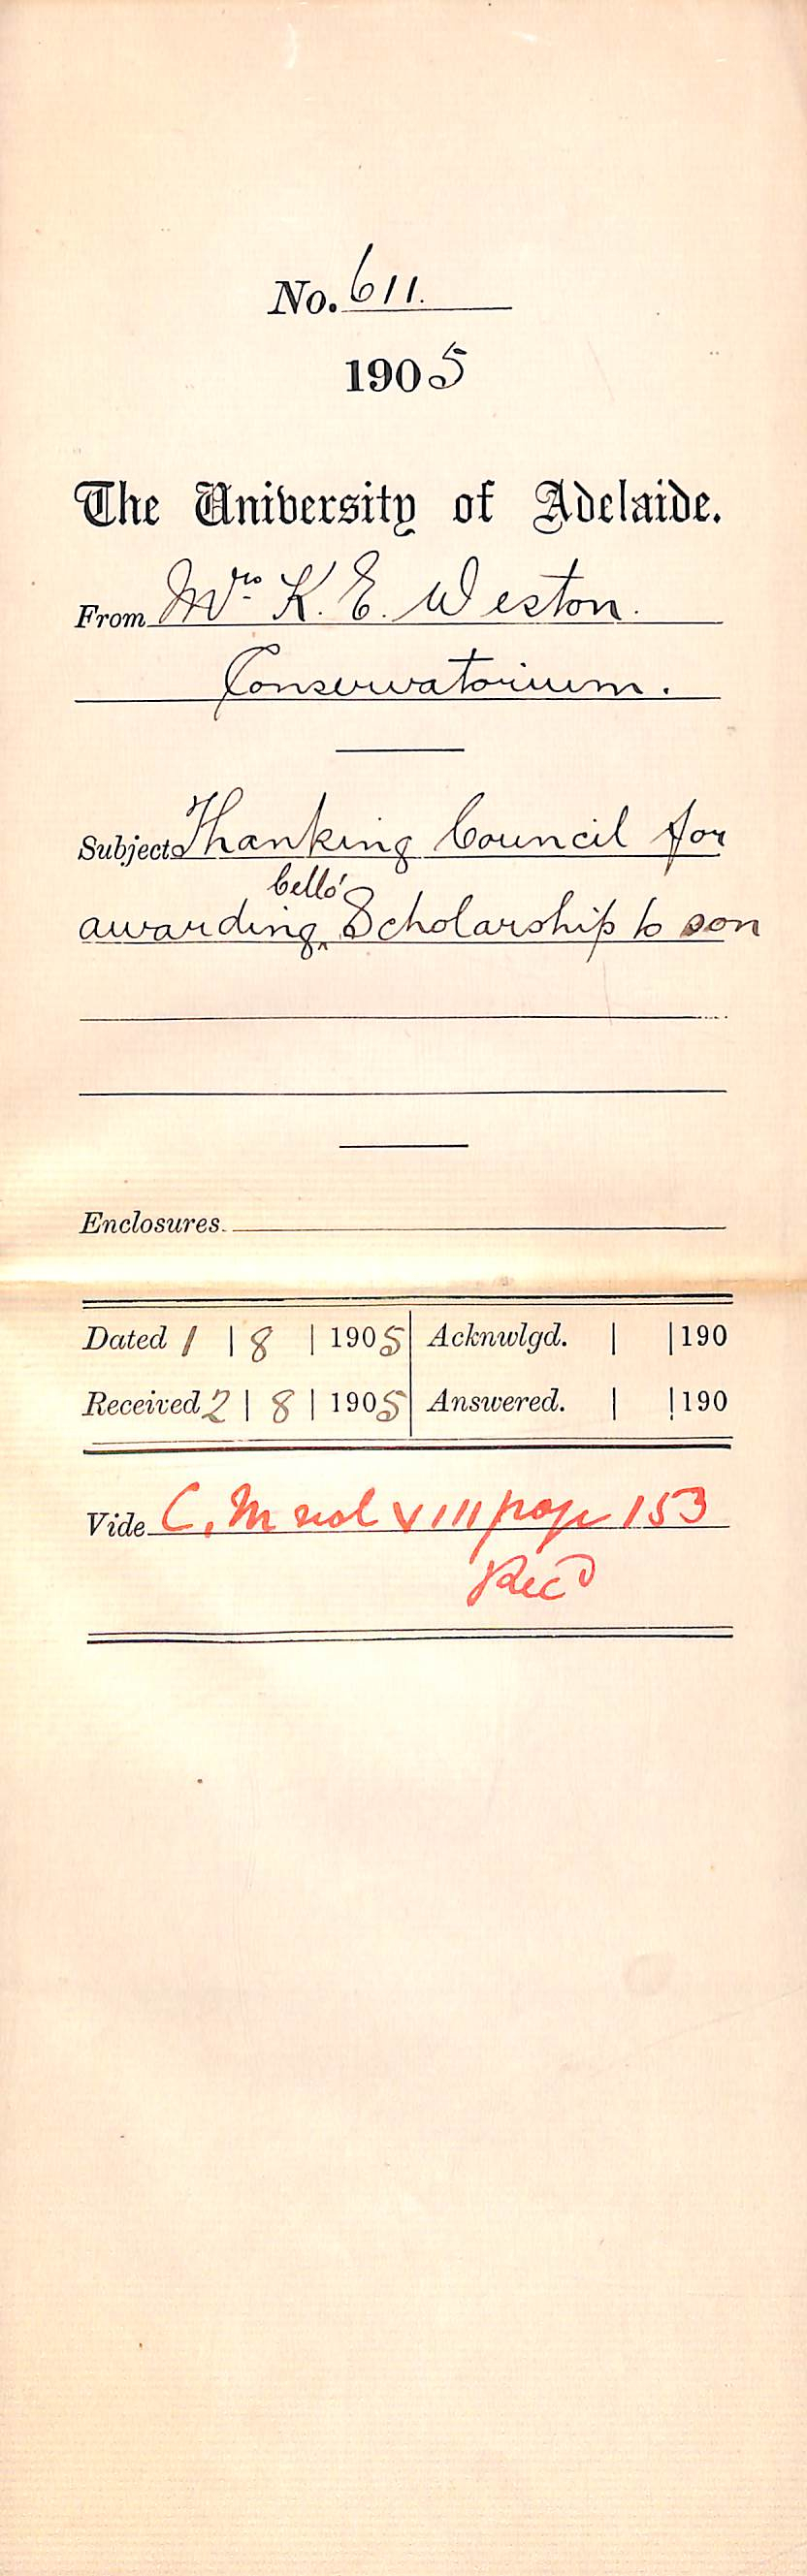 No. 611.
1905
The University of Adelaide.
From Mrs. K. E. Weston.
Conservatorium.
Subject Thanking Council for
'cello'
awarding ‸ Scholarship to son
Enclosures
Dated 1 | 8 | 1905 Acknwlgd. | | 190
Received 2 | 8 | 1905 Answered. | | 190
Vide C. M vol VIII page 153
Recd